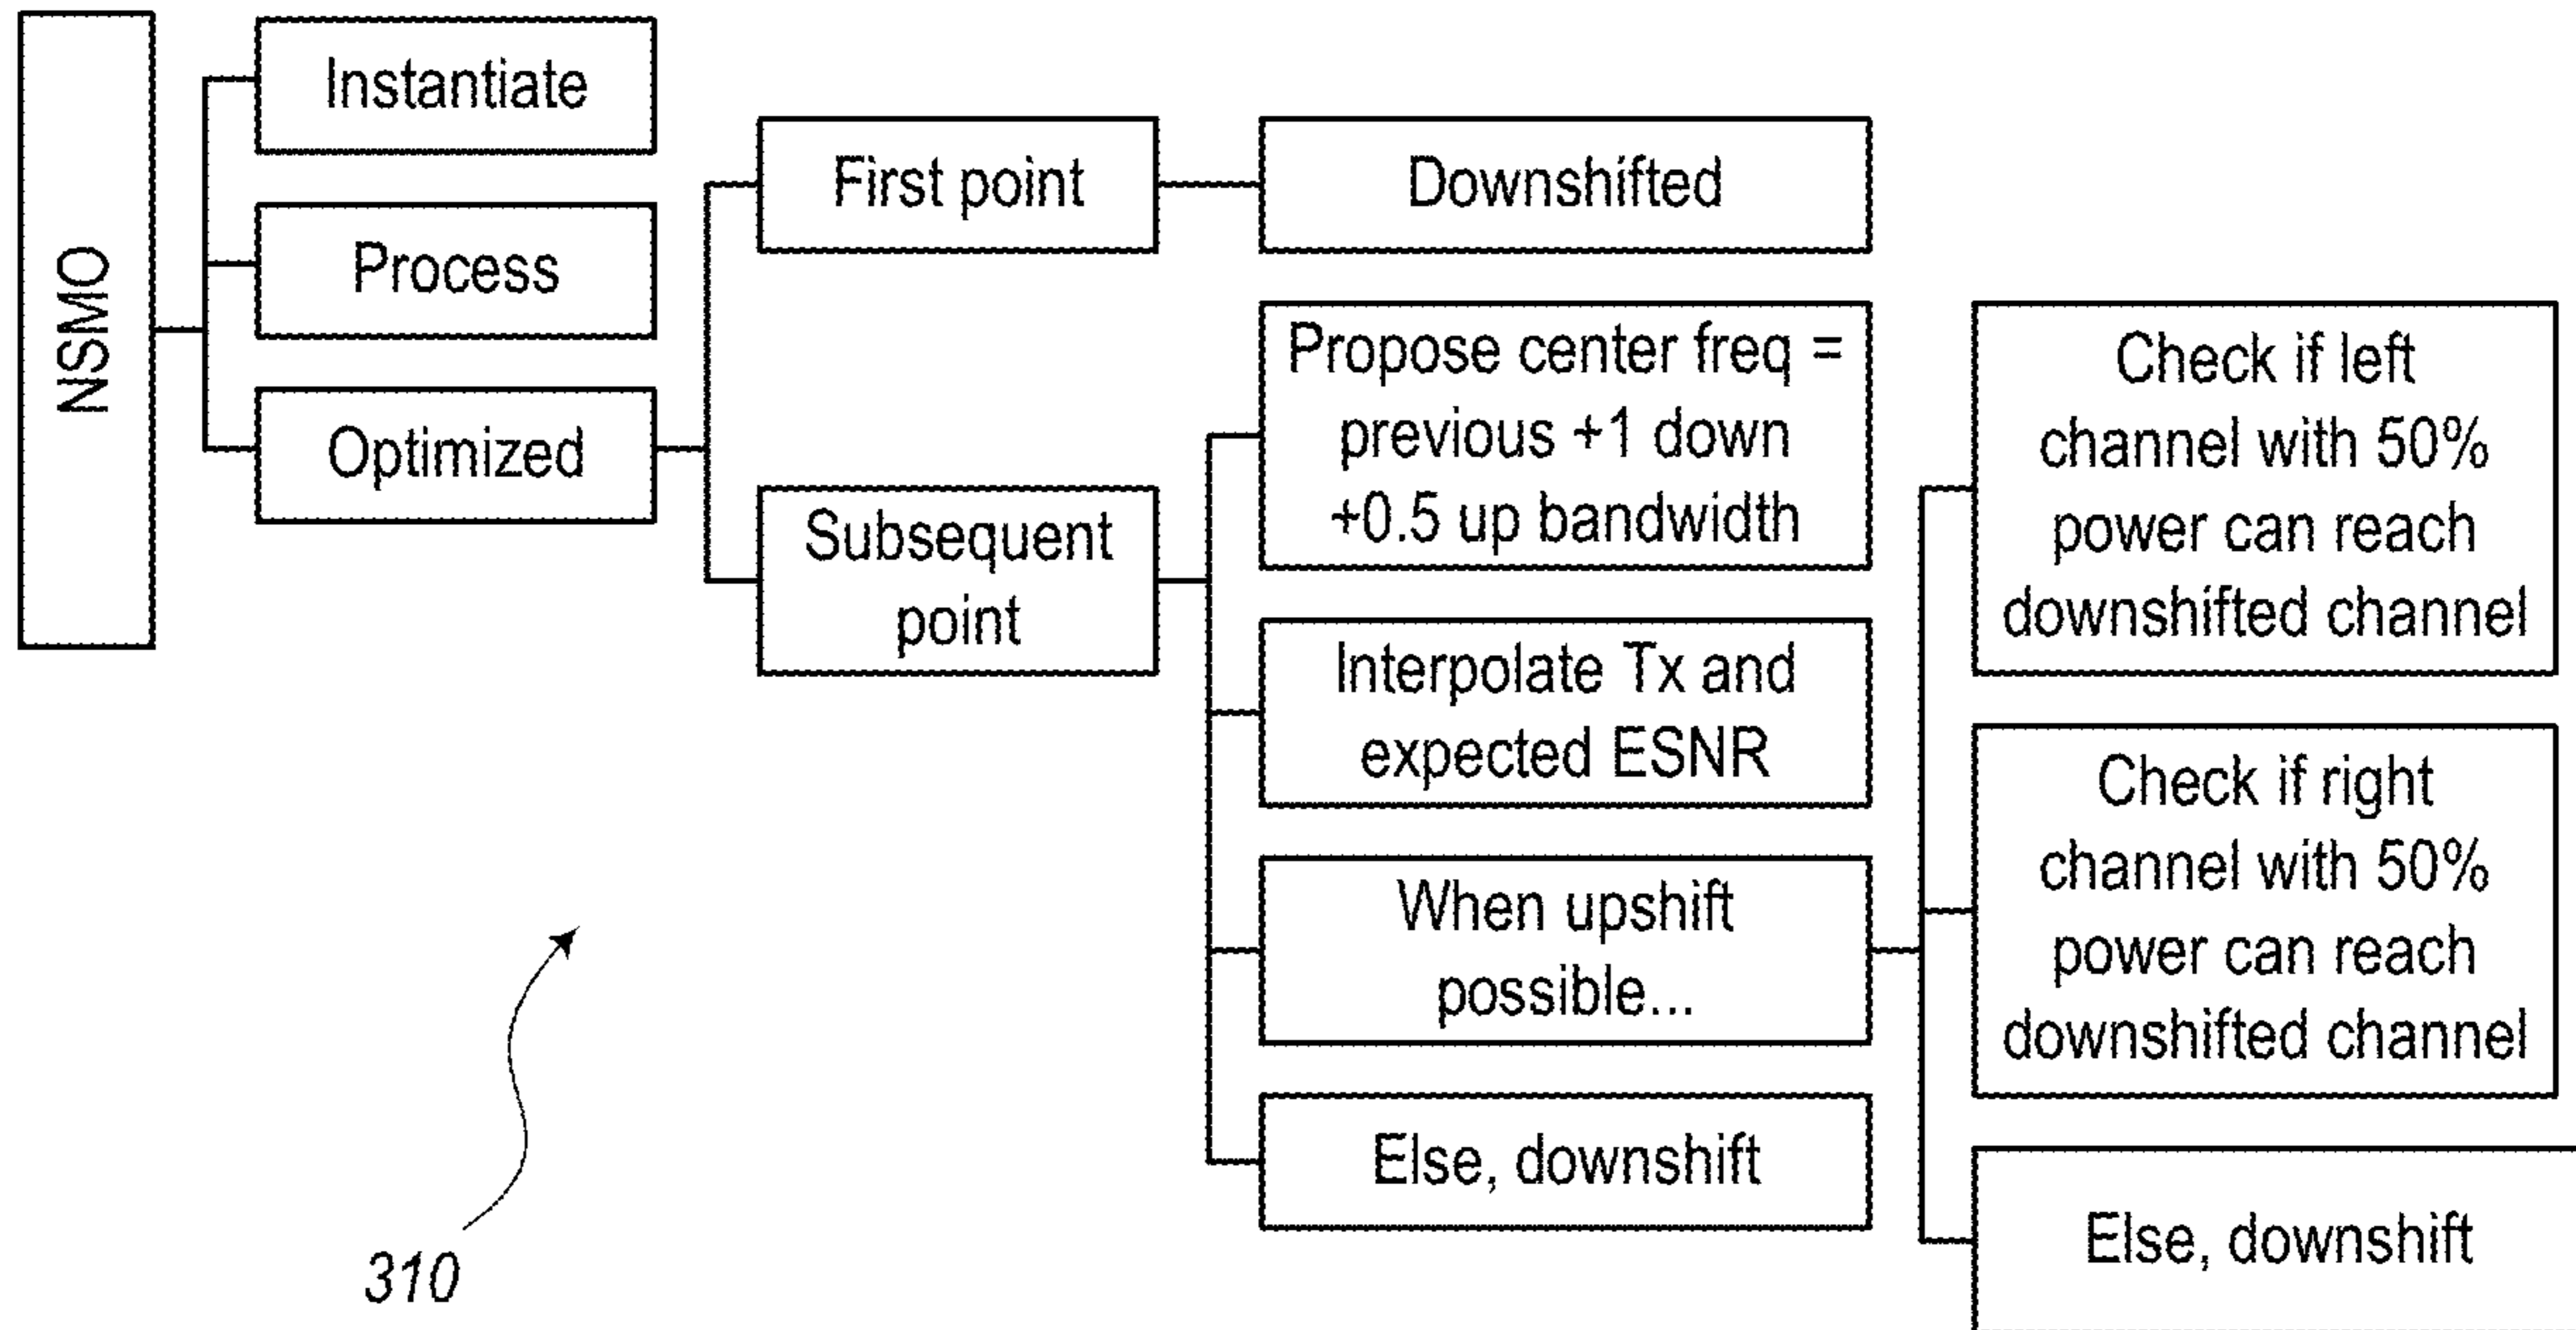 NSMO
Instantiate
Process
Optimized
First point
Subsequent
point
Downshifted
Propose center freq =
previous +1 down
+0.5 up bandwidth
Interpolate Tx and
expected ESNR
When upshift
possible...
Else, downshift
Check if left
channel with 50%
power can reach
downshifted channel
Check if right
channel with 50%
power can reach
downshifted channel
Else, downshift
310